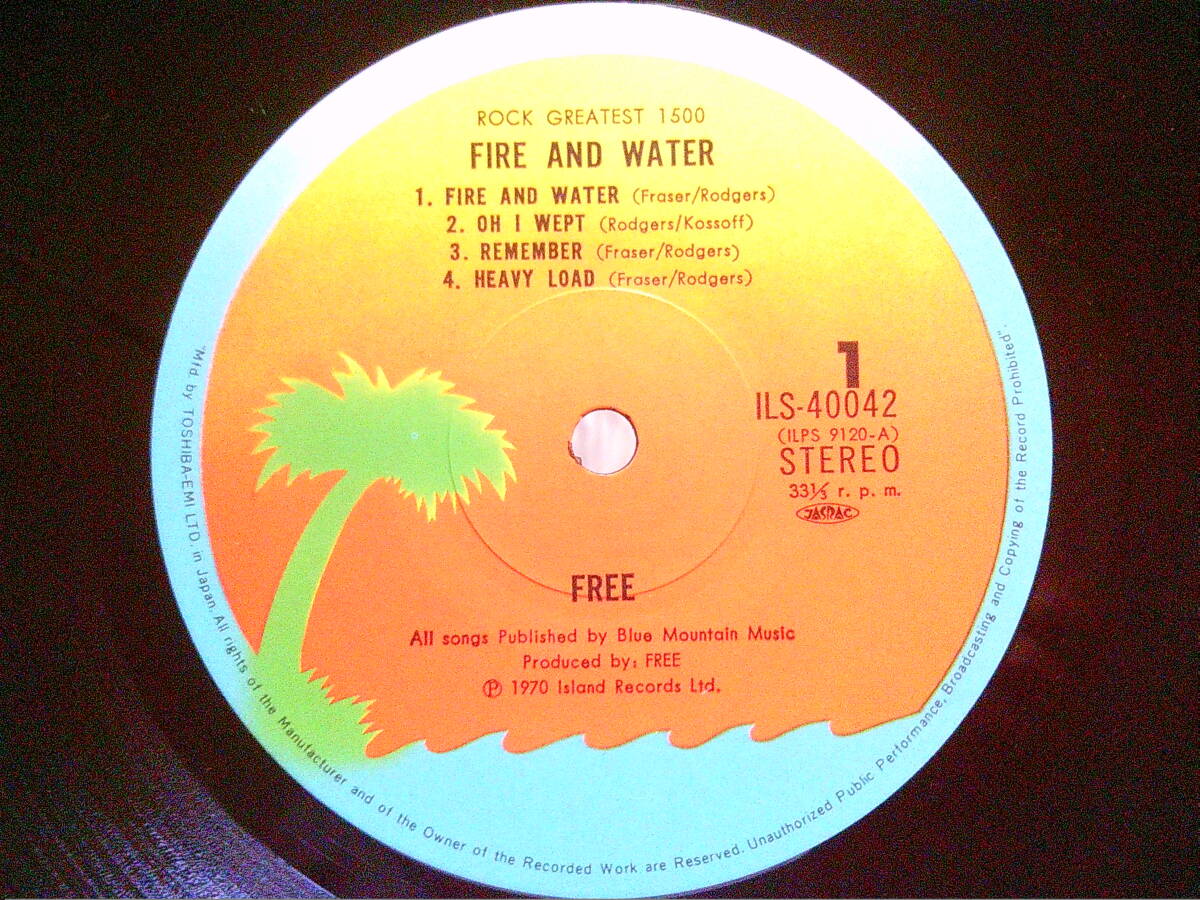 ROCK GREATEST 1500
FIRE AND WATER
1. FIRE AND WATER (Fraser/Rodgers)
2. OH I WEPT (Rodgers/Kossoff)
3. REMEMBER (Fraser/Rodgers)
4. HEAVY LOAD (Fraser/Rodgers)
1
ILS-40042
(ILPS 9120-A)
STEREO
33⅓ r. p. m.
JASRAC
FREE
All songs Published by Blue Mountain Music
Produced by: FREE
℗ 1970 Island Records Ltd.
"Mfd. by TOSHIBA-EMI LTD. in Japan. All rights of the Manufacturer and of the Owner of the Recorded Work are Reserved. Unauthorized Public Performance, Broadcasting and Copying of the Record Prohibited".